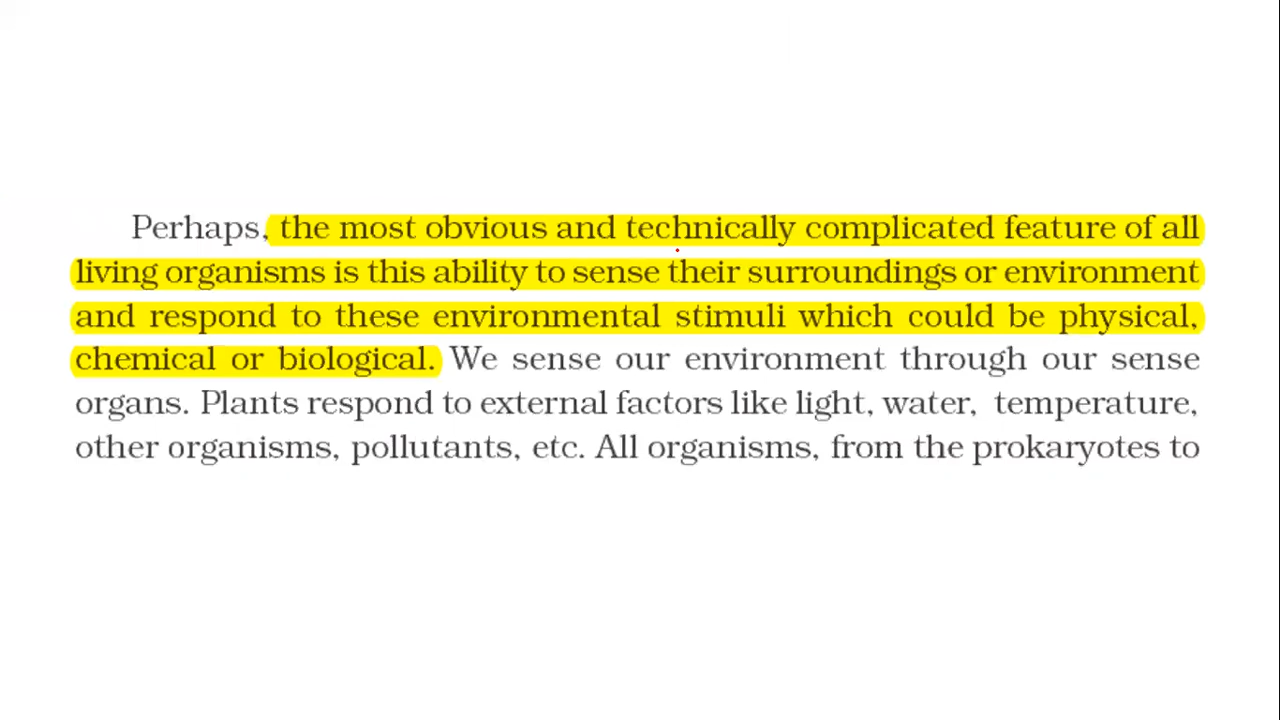 Perhaps, the most obvious and technically complicated feature of all
living organisms is this ability to sense their surroundings or environment
and respond to these environmental stimuli which could be physical,
chemical or biological. We sense our environment through our sense
organs. Plants respond to external factors like light, water, temperature,
other organisms, pollutants, etc. All organisms, from the prokaryotes to